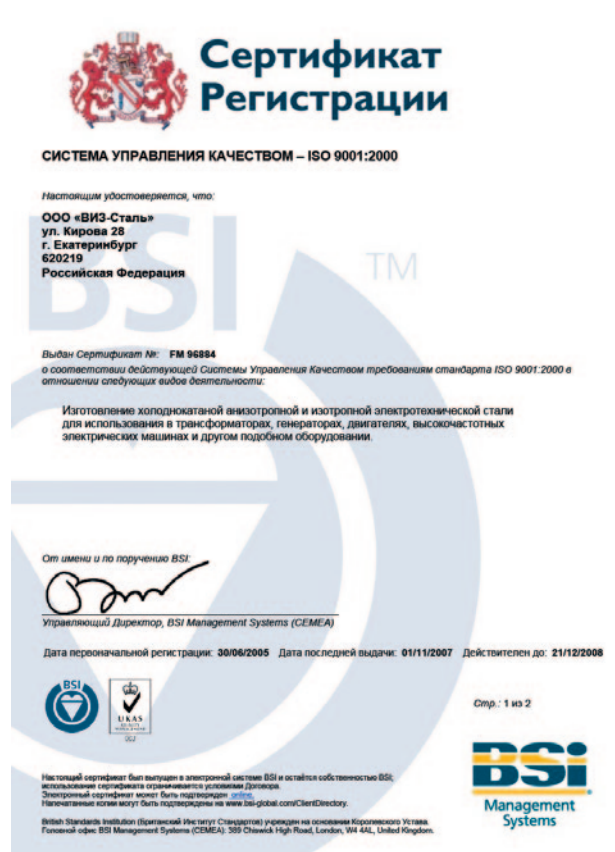 Сертификат
Регистрации
СИСТЕМА УПРАВЛЕНИЯ КАЧЕСТВОМ – ISO 9001:2000
Настоящим удостоверяется, что:
ООО «ВИЗ-Сталь»
ул. Кирова 28
г. Екатеринбург
620219
Российская Федерация
BSI
TM
Выдан Сертификат №: FM 96884
о соответствии действующей Системы Управления Качеством требованиям стандарта ISO 9001:2000 в
отношении следующих видов деятельности:
Изготовление холоднокатаной анизотропной и изотропной электротехнической стали
для использования в трансформаторах, генераторах, двигателях, высокочастотных
электрических машинах и другом подобном оборудовании.
От имени и по поручению BSI:
Управляющий Директор, BSI Management Systems (CEMEA)
Дата первоначальной регистрации: 30/06/2005 Дата последней выдачи: 01/11/2007 Действителен до: 21/12/2008
BSI
UKAS
Стр.: 1 из 2
Настоящий сертификат был выпущен в электронной системе BSI и остаётся собственностью BSI;
использование сертификата ограничивается условиями Договора.
Электронный сертификат может быть подтвержден online.
Напечатанные копии могут быть подтверждены на www.bsi-global.com/ClientDirectory.
British Standards Institution (Британский Институт Стандартов) учрежден на основании Королевского Устава.
Головной офис BSI Management Systems (CEMEA): 389 Chiswick High Road, London, W4 4AL, United Kingdom.
BSi
Management
Systems